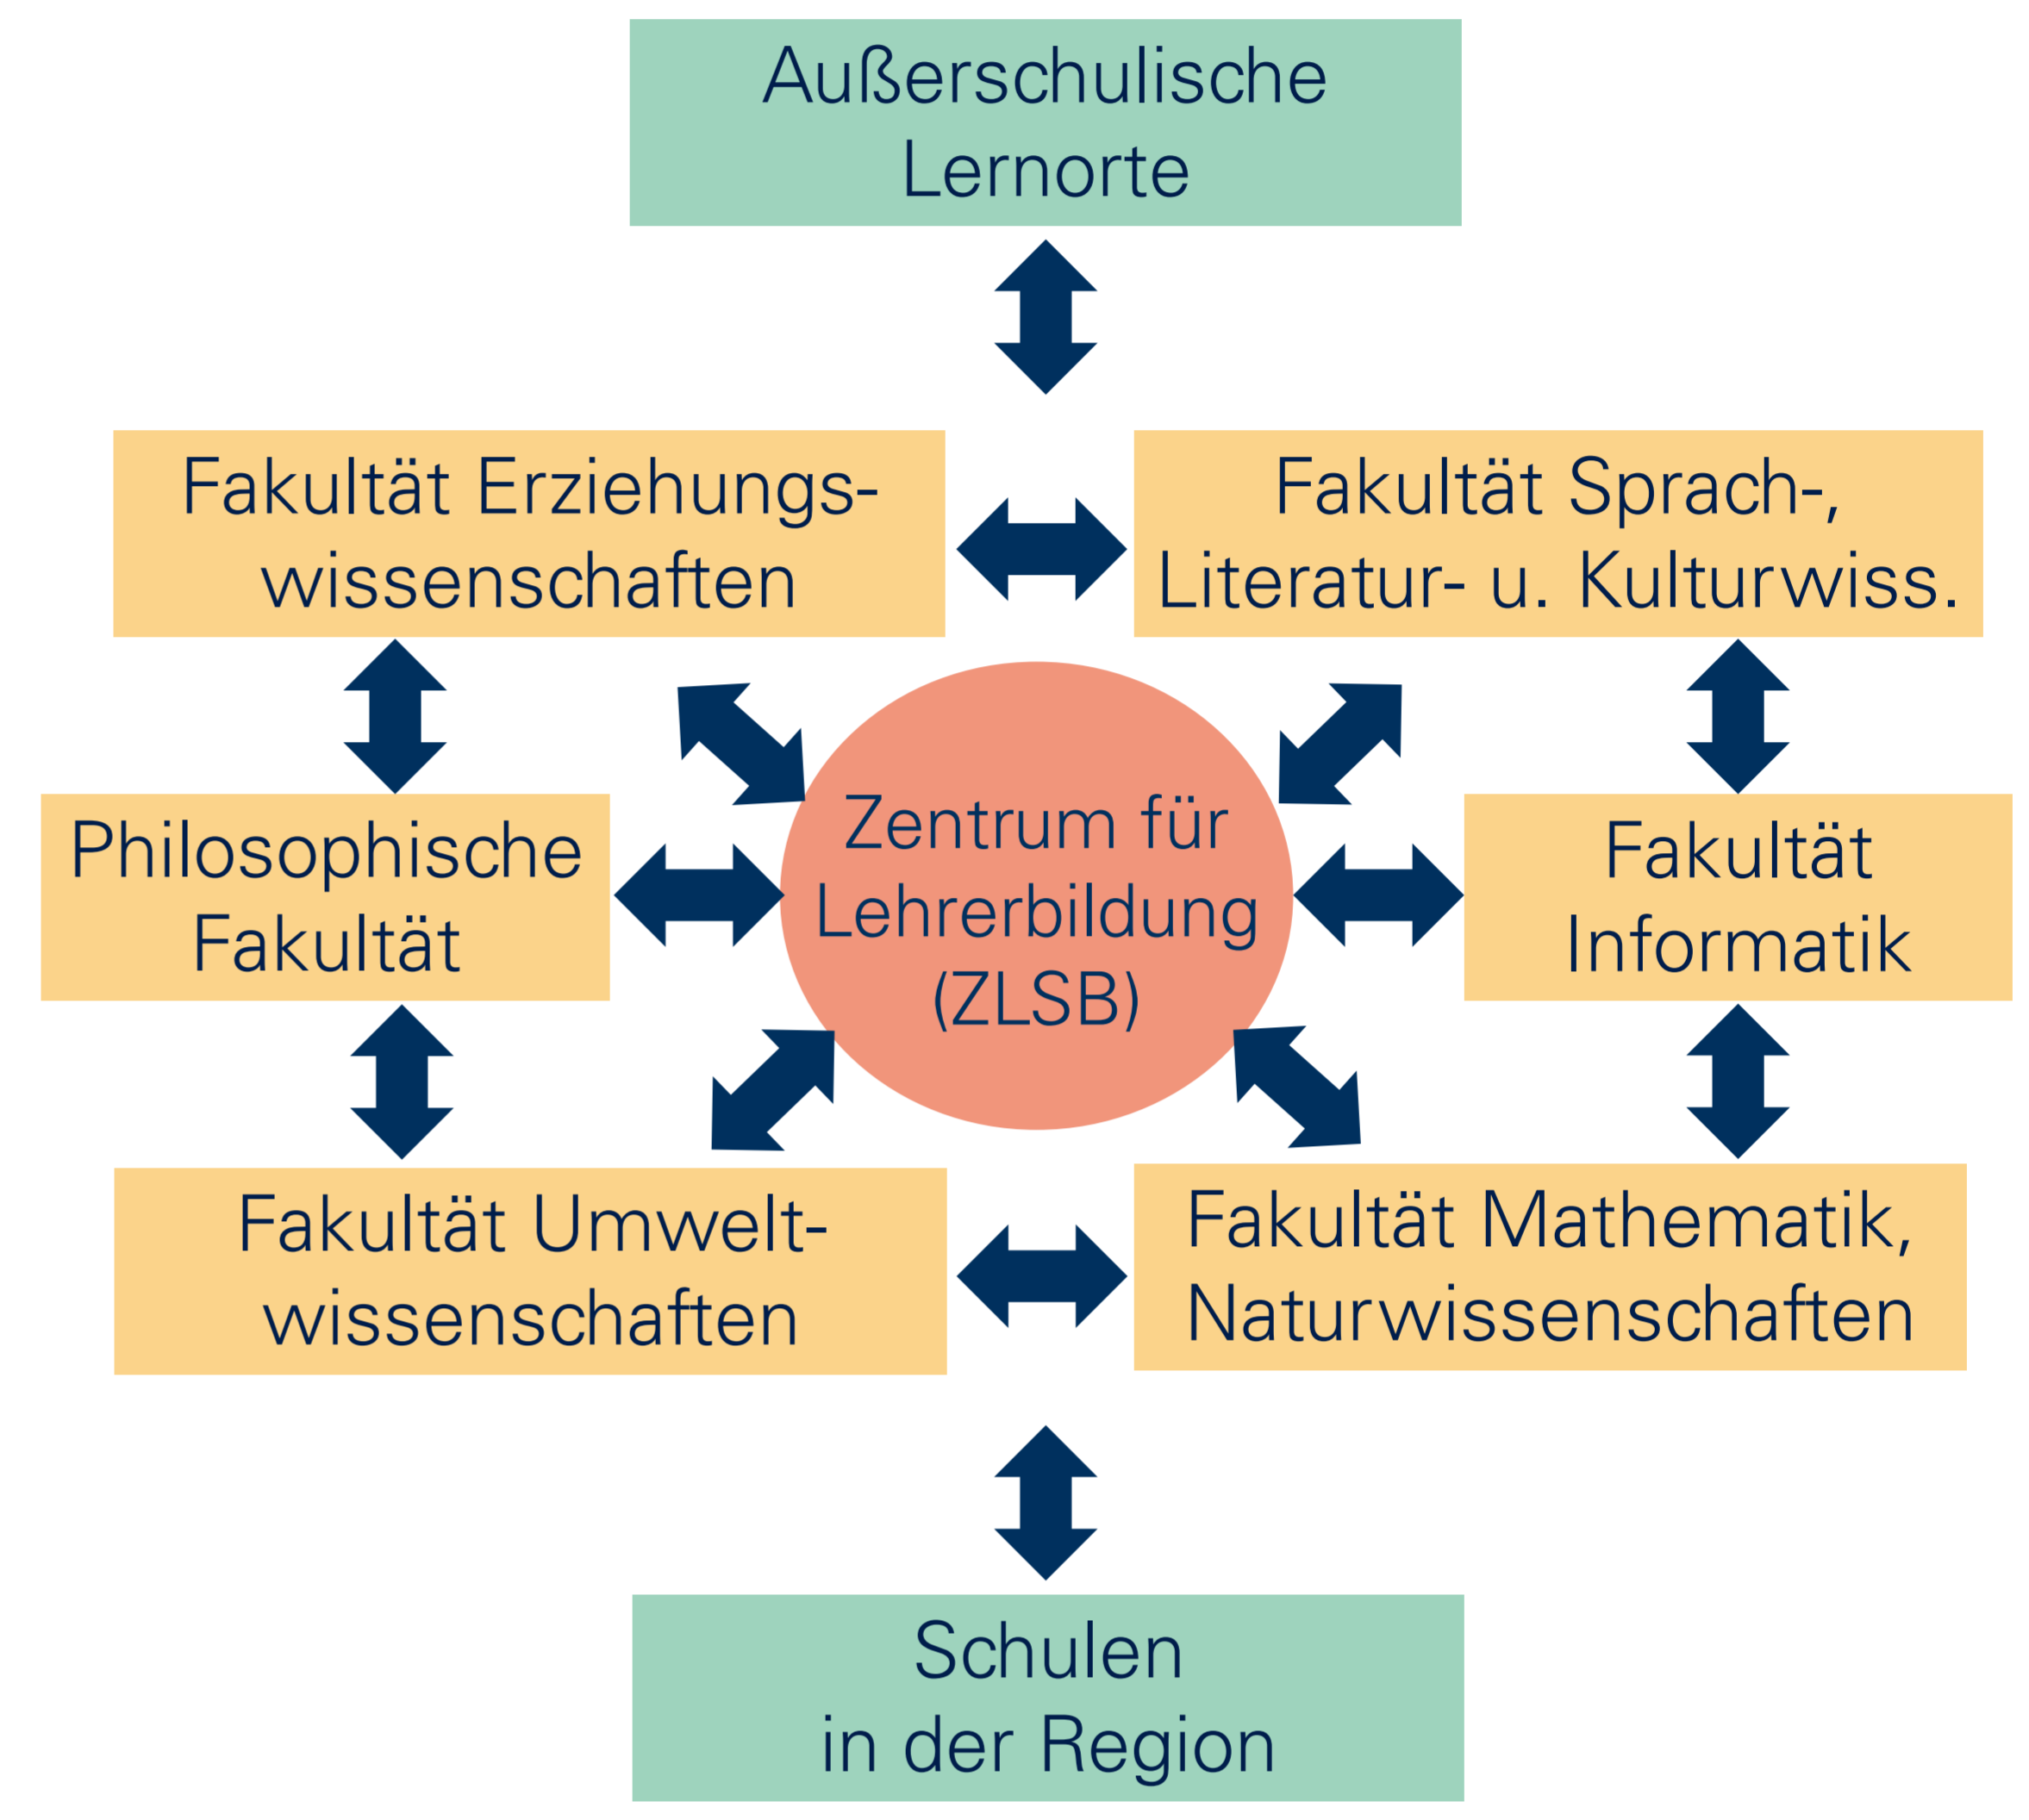 Außerschulische
Lernorte
Fakultät Erziehungs-
wissenschaften
Fakultät Sprach-,
Literatur- u. Kulturwiss.
Philosophische
Fakultät
Zentrum für
Lehrerbildung
(ZLSB)
Fakultät
Informatik
Fakultät Umwelt-
wissenschaften
Fakultät Mathematik,
Naturwissenschaften
Schulen
in der Region